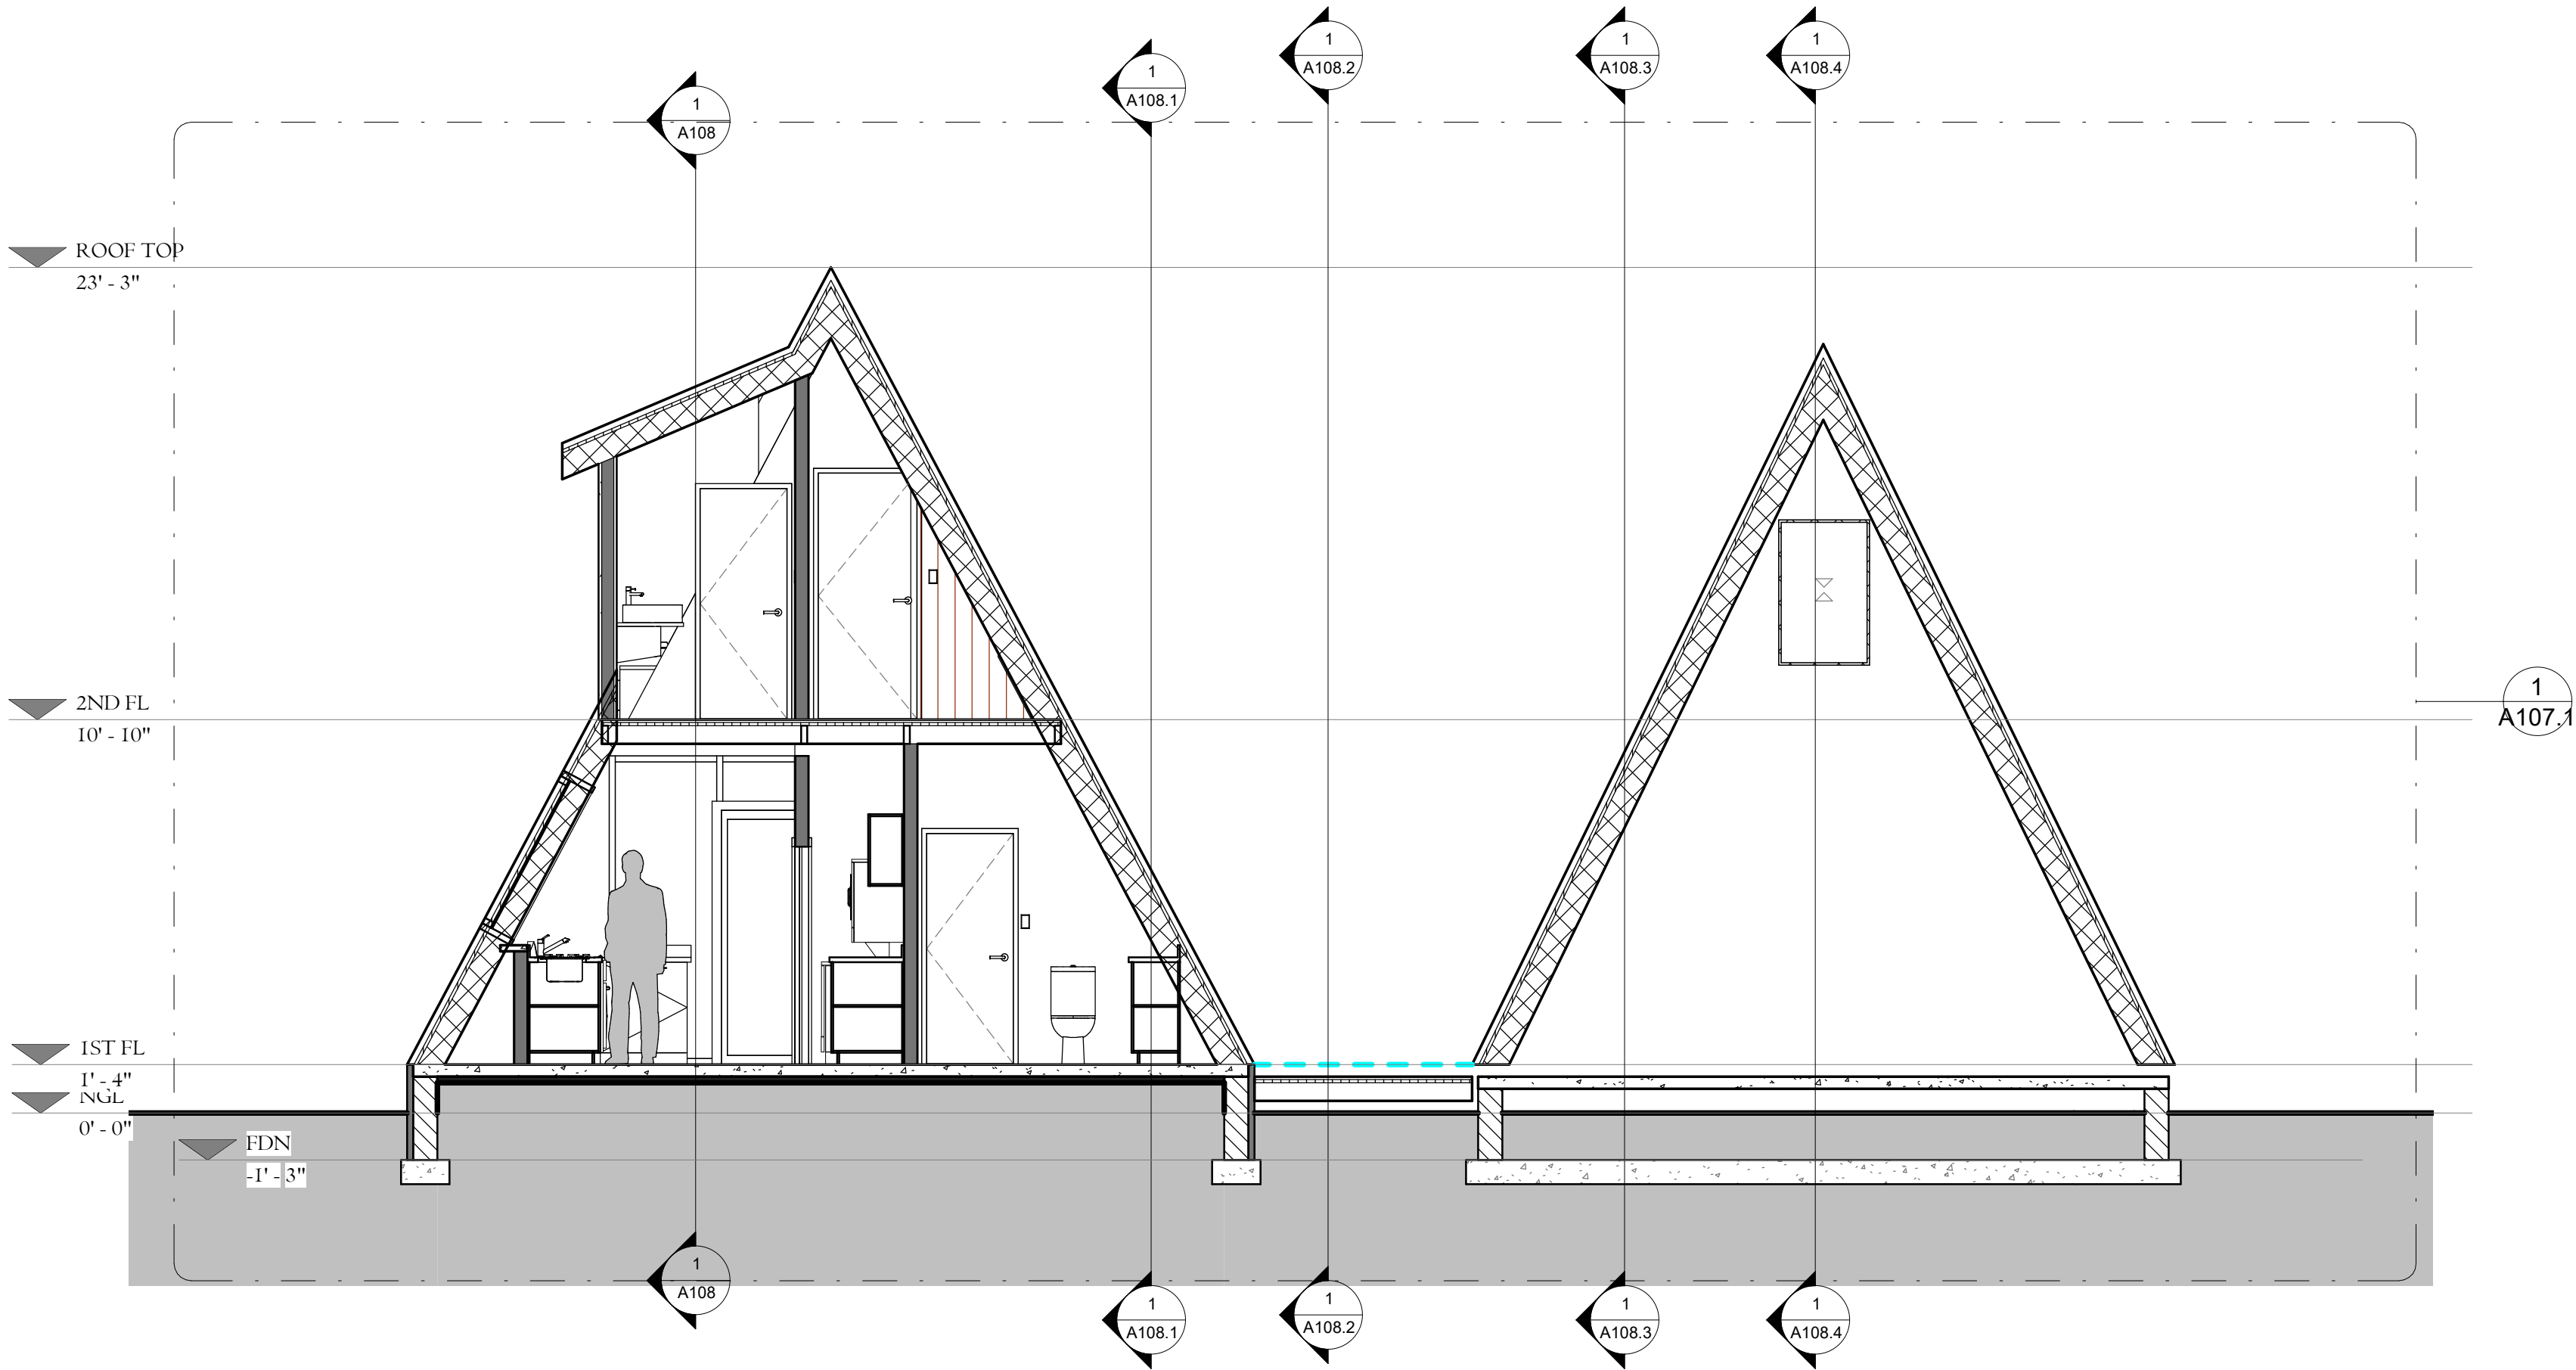 1
A108.2
1
A108.3
1
A108.4
1
A108.1
1
A108
ROOF TOP
23' - 3"
2ND FL
10' - 10"
1
A107.1
1ST FL
1' - 4"
NGL
0' - 0"
FDN
-1' - 3"
1
A108
1
A108.1
1
A108.2
1
A108.3
1
A108.4